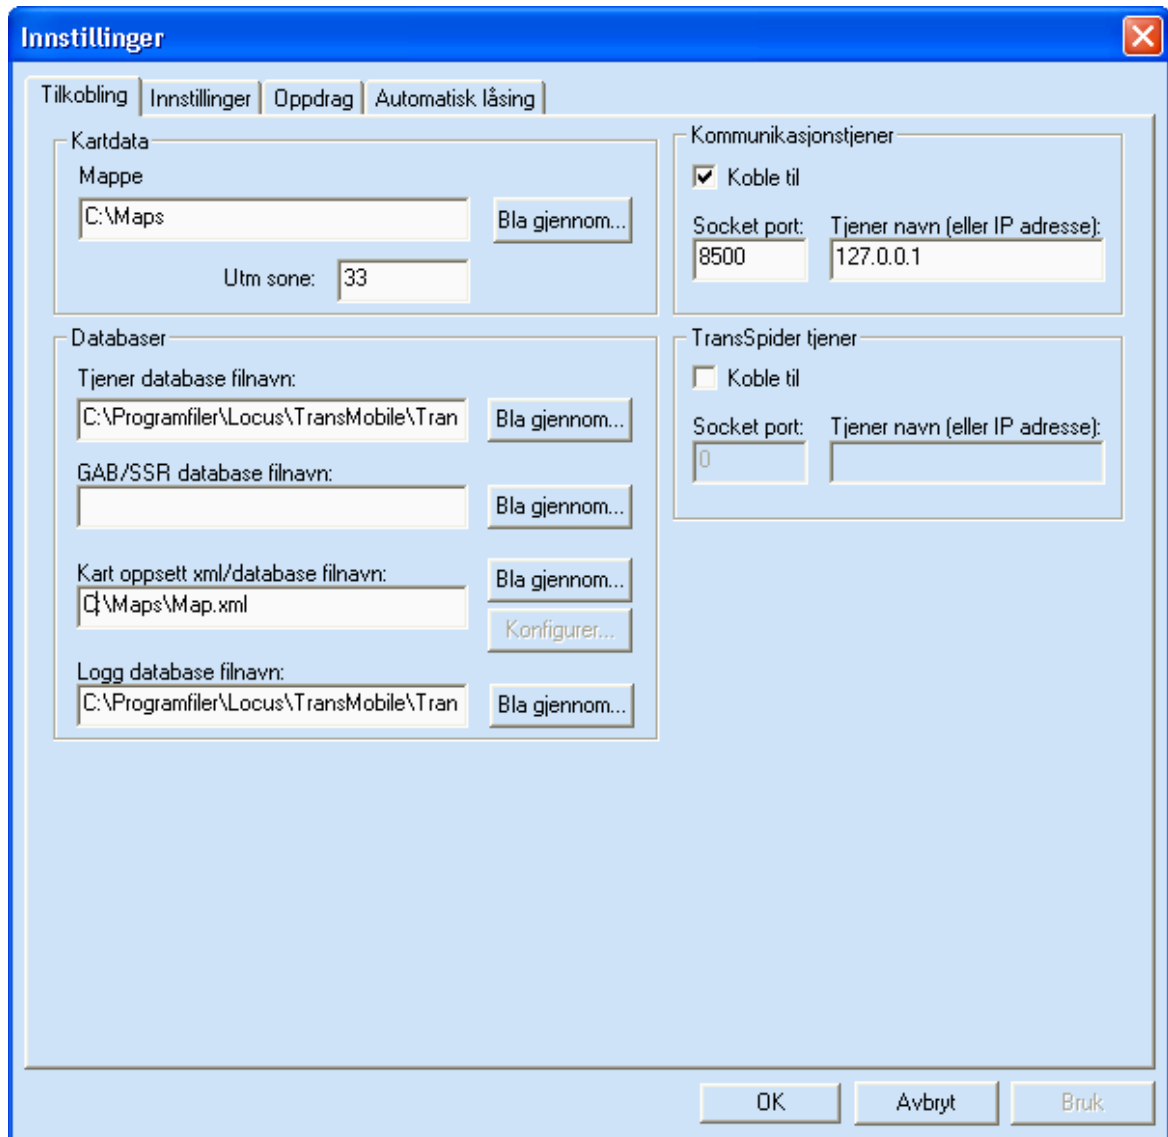 Innstillinger
Tilkobling Innstillinger Oppdrag Automatisk låsing
Kartdata
Mappe
C:\Maps Bla gjennom...
Utm sone: 33
Databaser
Tjener database filnavn:
C:\Programfiler\Locus\TransMobile\Tran Bla gjennom...
GAB/SSR database filnavn:
Bla gjennom...
Kart oppsett xml/database filnavn:
C:\Maps\Map.xml Bla gjennom...
Konfigurer...
Logg database filnavn:
C:\Programfiler\Locus\TransMobile\Tran Bla gjennom...
Kommunikasjonstjener
Koble til
Socket port: Tjener navn (eller IP adresse):
8500 127.0.0.1
TransSpider tjener
Koble til
Socket port: Tjener navn (eller IP adresse):
0
OK Avbryt Bruk